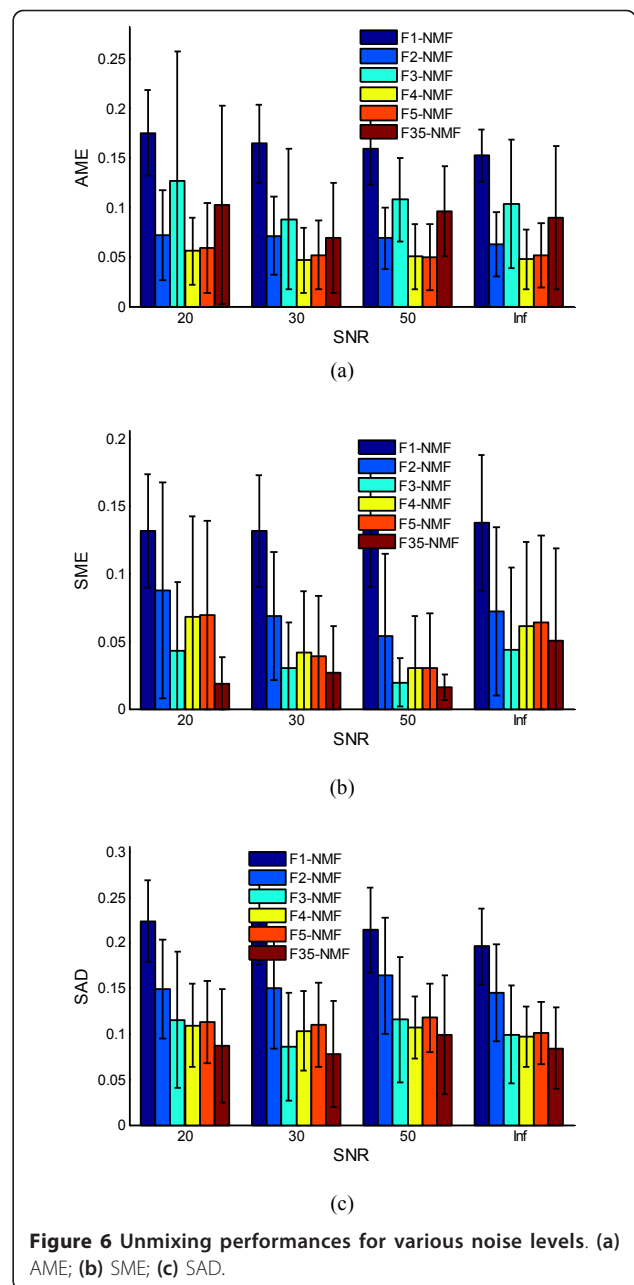 F1-NMF
F2-NMF
F3-NMF
F4-NMF
F5-NMF
F35-NMF
0.25
0.2
0.15
0.1
0.05
0
AME
20 30 50 Inf
SNR
(a)
F1-NMF
F2-NMF
F3-NMF
F4-NMF
F5-NMF
F35-NMF
0.2
0.15
0.1
0.05
0
SME
20 30 50 Inf
SNR
(b)
F1-NMF
F2-NMF
F3-NMF
F4-NMF
F5-NMF
F35-NMF
0.3
0.25
0.2
0.15
0.1
0.05
0
SAD
20 30 50 Inf
SNR
(c)
Figure 6 Unmixing performances for various noise levels. (a)
AME; (b) SME; (c) SAD.